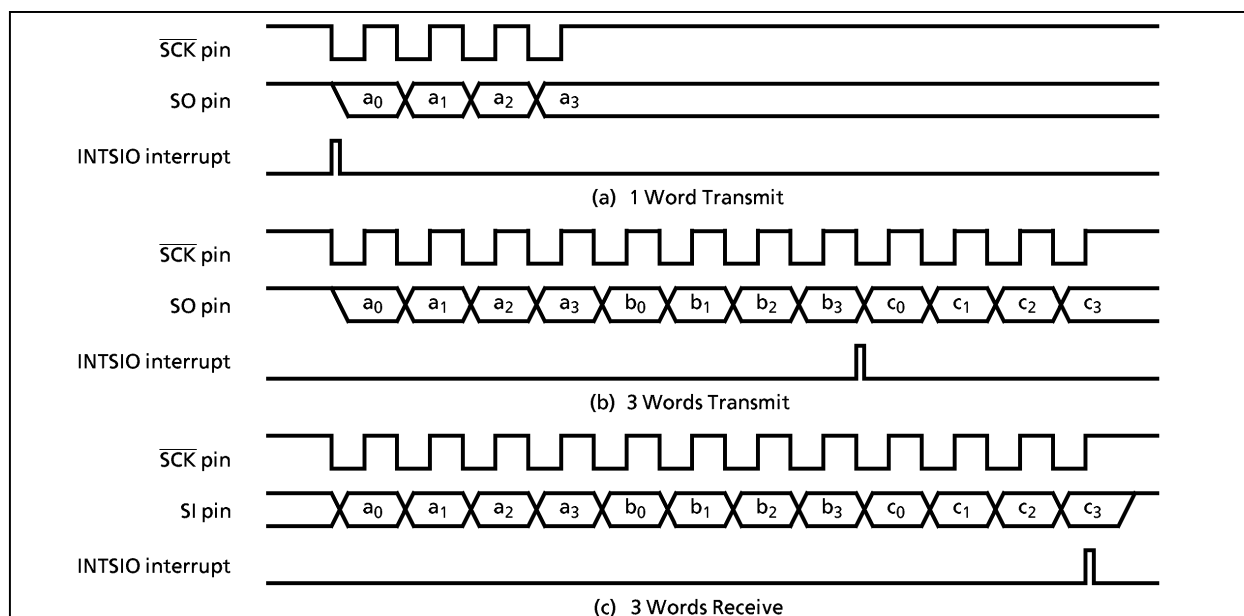 SCK pin
SO pin a₀ a₁ a₂ a₃
INTSIO interrupt
(a) 1 Word Transmit
SCK pin
SO pin a₀ a₁ a₂ a₃ b₀ b₁ b₂ b₃ c₀ c₁ c₂ c₃
INTSIO interrupt
(b) 3 Words Transmit
SCK pin
SI pin a₀ a₁ a₂ a₃ b₀ b₁ b₂ b₃ c₀ c₁ c₂ c₃
INTSIO interrupt
(c) 3 Words Receive